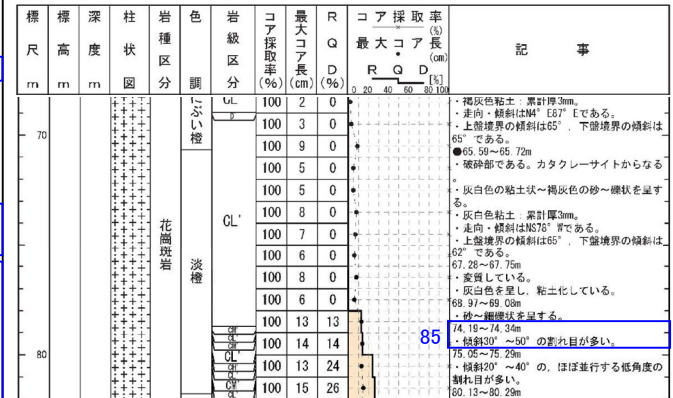 標 標 深 柱 岩 色 岩 コ 最 R コア採取率
種 級 ア 大 (%)
尺 高 度 状 区 区 採 コ Q 最大コア長 記 事
取 ア (cm)
率 長 D R Q D
m m m 図 分 調 分 (%) (cm) (%) [%]
0 20 40 60 80 100
にぶい橙
CL 100 2 0 ・褐灰色粘土：累計厚3mm。
D ・走向・傾斜はN4°E87°Eである。
70 100 3 0 ・上盤境界の傾斜は65°．下盤境界の傾斜は
65°である。
100 9 0 ●65.59～65.72m
100 5 0 ・破砕部である。カタクレーサイトからなる
。
100 5 0 ・灰白色の粘土状～褐灰色の砂～礫状を呈す
る。
花崗斑岩 淡橙 CL' 100 8 0 ・灰白色粘土：累計厚3mm。
・走向・傾斜はNS78°Wである。
100 7 0 ・上盤境界の傾斜は65°．下盤境界の傾斜は
100 6 0 62°である。
67.28～67.75m
100 8 0 ・変質している。
・灰白色を呈し，粘土化している。
100 6 0 68.97～69.08m
・砂～細礫状を呈する。
100 13 13 74.19～74.34m
85 ・傾斜30°～50°の割れ目が多い。
100 14 14 75.05～75.29m
80 CL' 100 13 24 ・傾斜20°～40°の，ほぼ並行する低角度の
割れ目が多い。
100 15 26 80.13～80.29m